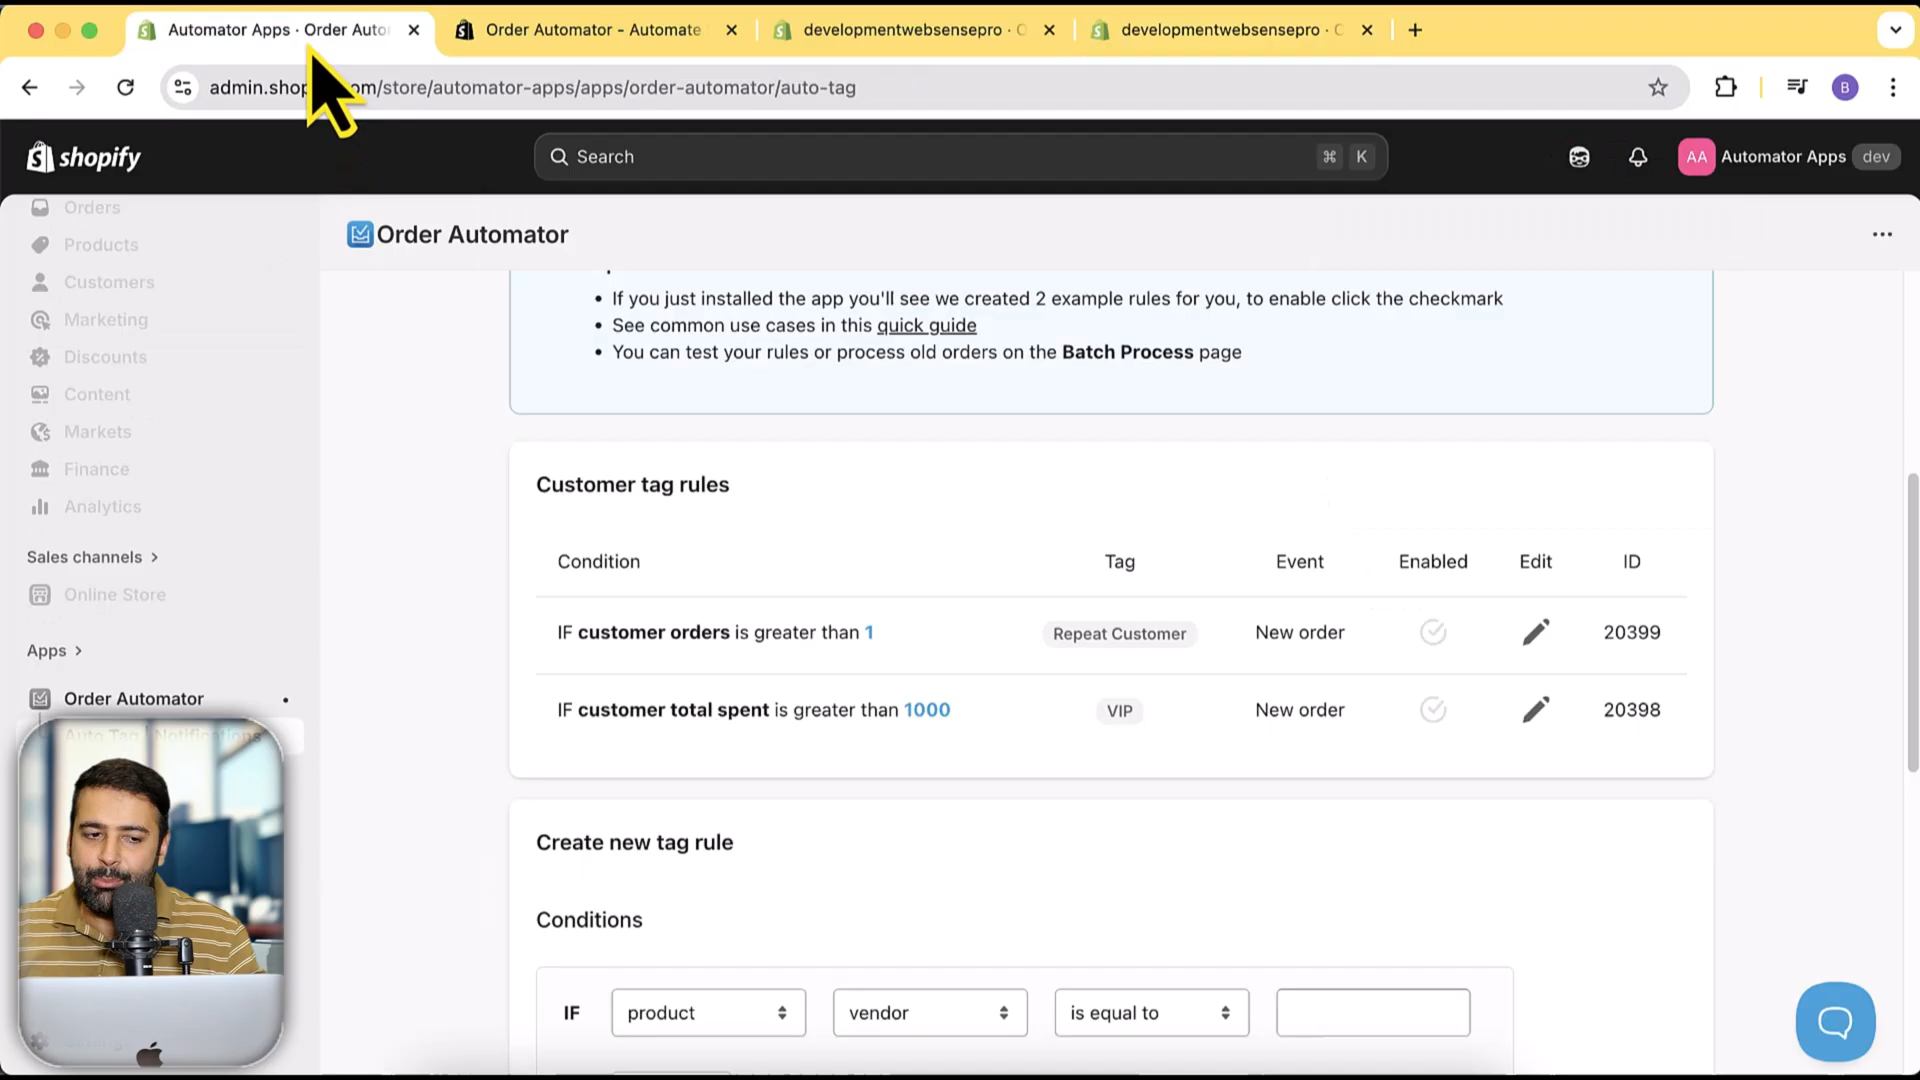 Automator Apps · Order Auto
Order Automator - Automate
developmentwebsensepro ·
developmentwebsensepro ·
admin.shop om/store/automator-apps/apps/order-automator/auto-tag
B
shopify
Search
⌘ K
AA
Automator Apps
dev
Orders
Products
Customers
Marketing
Discounts
Content
Markets
Finance
Analytics
Sales channels
Online Store
Apps
Order Automator
Auto Tag | Notifications
Order Automator
• If you just installed the app you'll see we created 2 example rules for you, to enable click the checkmark
• See common use cases in this quick guide
• You can test your rules or process old orders on the Batch Process page
Customer tag rules
Condition Tag Event Enabled Edit ID
IF customer orders is greater than 1 Repeat Customer New order 20399
IF customer total spent is greater than 1000 VIP New order 20398
Create new tag rule
Conditions
IF product vendor is equal to